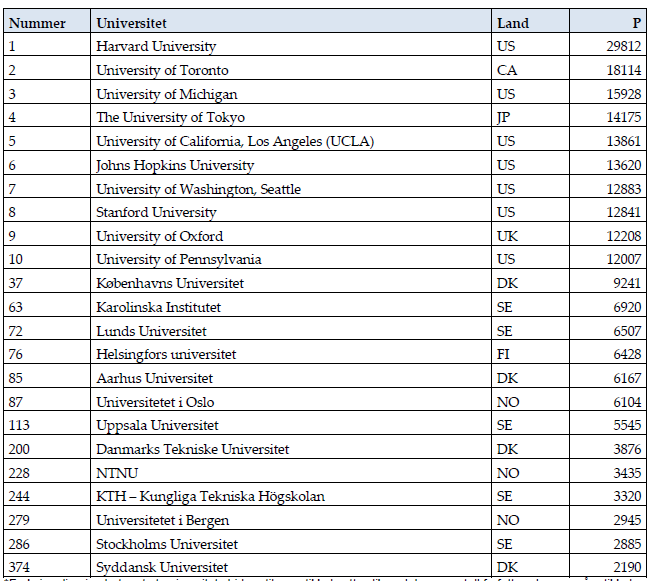 Nummer Universitet Land P
1 Harvard University US 29812
2 University of Toronto CA 18114
3 University of Michigan US 15928
4 The University of Tokyo JP 14175
5 University of California, Los Angeles (UCLA) US 13861
6 Johns Hopkins University US 13620
7 University of Washington, Seattle US 12883
8 Stanford University US 12841
9 University of Oxford UK 12208
10 University of Pennsylvania US 12007
37 Københavns Universitet DK 9241
63 Karolinska Institutet SE 6920
72 Lunds Universitet SE 6507
76 Helsingfors universitet FI 6428
85 Aarhus Universitet DK 6167
87 Universitetet i Oslo NO 6104
113 Uppsala Universitet SE 5545
200 Danmarks Tekniske Universitet DK 3876
228 NTNU NO 3435
244 KTH – Kungliga Tekniska Högskolan SE 3320
279 Universitetet i Bergen NO 2945
286 Stockholms Universitet SE 2885
374 Syddansk Universitet DK 2190